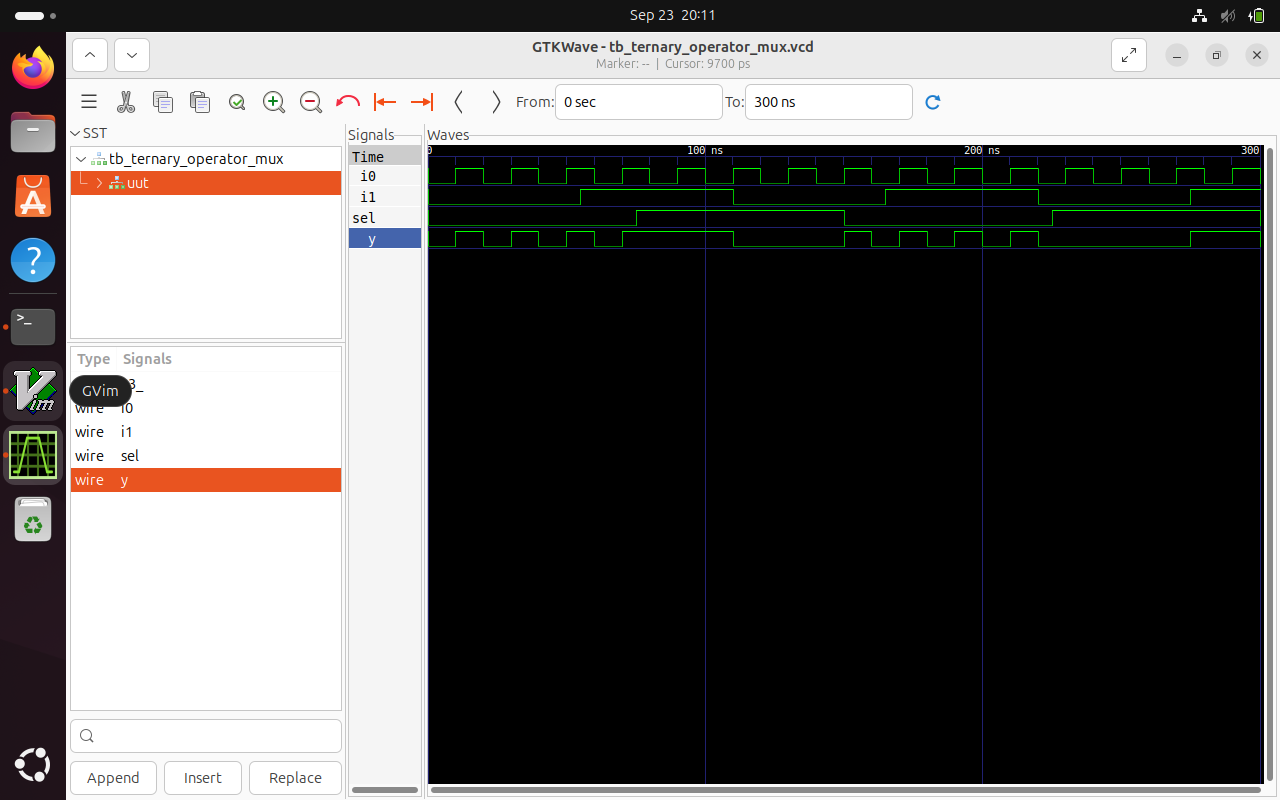 Sep 23 20:11
GTKWave - tb_ternary_operator_mux.vcd
Marker: -- | Cursor: 9700 ps
From: 0 sec To: 300 ns
SST
tb_ternary_operator_mux
uut
Type Signals
3_
GVim
wire i0
wire i1
wire sel
wire y
Append Insert Replace
Signals
Time
i0
i1
sel
y
Waves
0 100 ns 200 ns 300